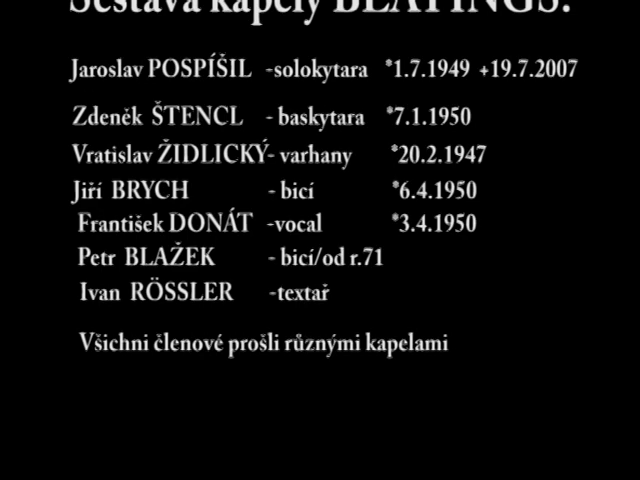 Sestava kapely BEATINGS:
Jaroslav POSPÍŠIL -solokytara *1.7.1949 +19.7.2007
Zdeněk ŠTENCL - baskytara *7.1.1950
Vratislav ŽIDLICKÝ- varhany *20.2.1947
Jiří BRYCH - bicí *6.4.1950
František DONÁT -vocal *3.4.1950
Petr BLAŽEK - bicí/od r.71
Ivan RÖSSLER -textař
Všichni členové prošli různými kapelami